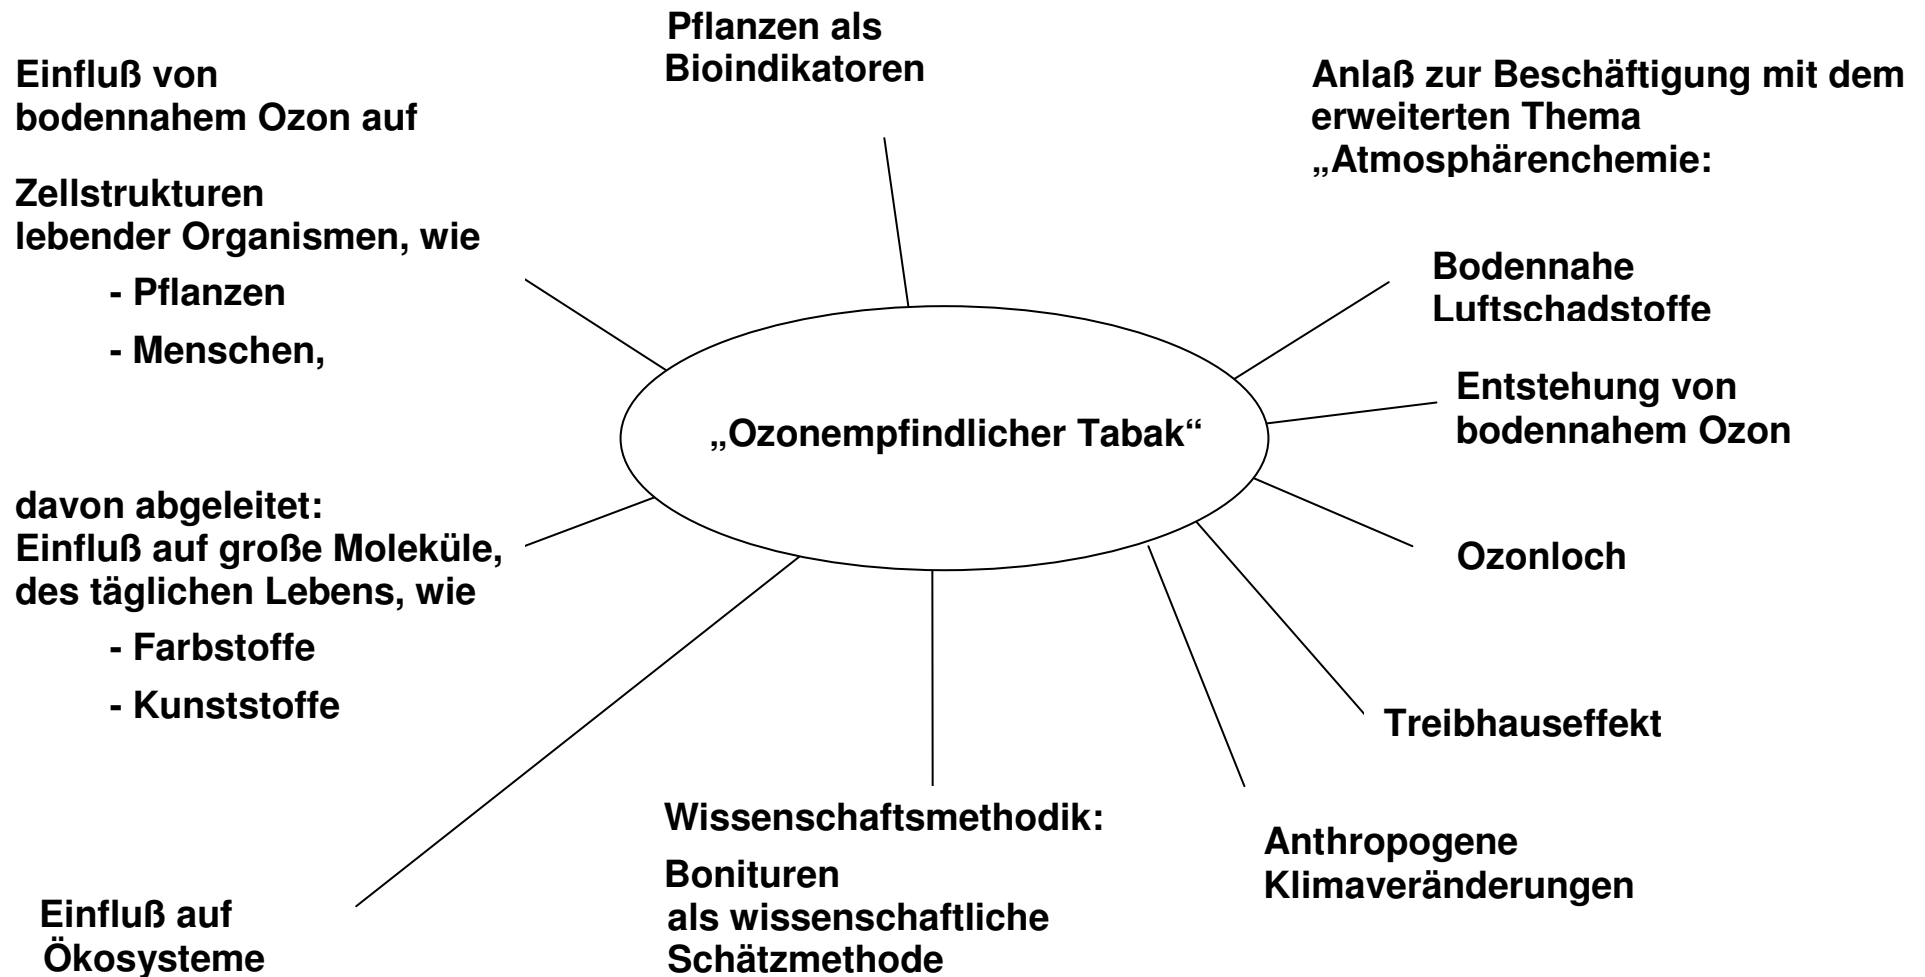 Pflanzen als
Bioindikatoren
Einfluß von
bodennahem Ozon auf
Zellstrukturen
lebender Organismen, wie
- Pflanzen
- Menschen,
davon abgeleitet:
Einfluß auf große Moleküle,
des täglichen Lebens, wie
- Farbstoffe
- Kunststoffe
Einfluß auf
Ökosysteme
„Ozonempfindlicher Tabak“
Wissenschaftsmethodik:
Bonituren
als wissenschaftliche
Schätzmethode
Anlaß zur Beschäftigung mit dem
erweiterten Thema
„Atmosphärenchemie:
Bodennahe
Luftschadstoffe
Entstehung von
bodennahem Ozon
Ozonloch
Treibhauseffekt
Anthropogene
Klimaveränderungen